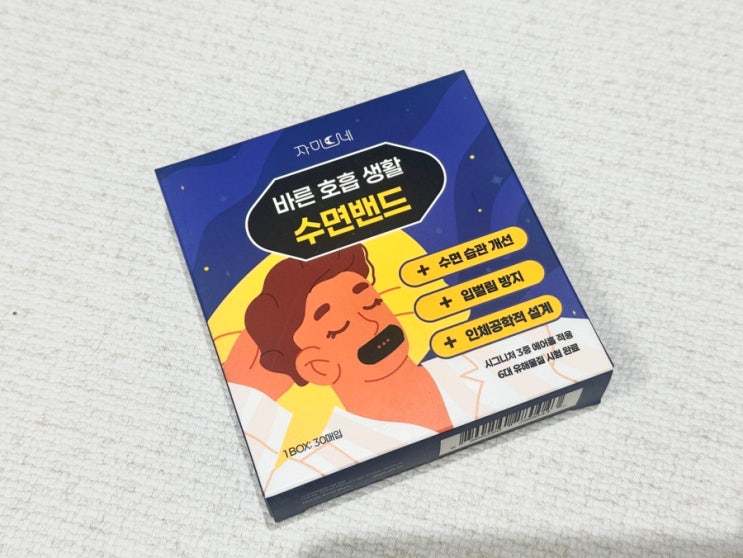 자미네
바른 호흡 생활
수면밴드
+ 수면 습관 개선
+ 입벌림 방지
+ 인체공학적 설계
시그니처 3중 에어홀 적용
6대 유해물질 시험 완료
1 BOX: 30매입